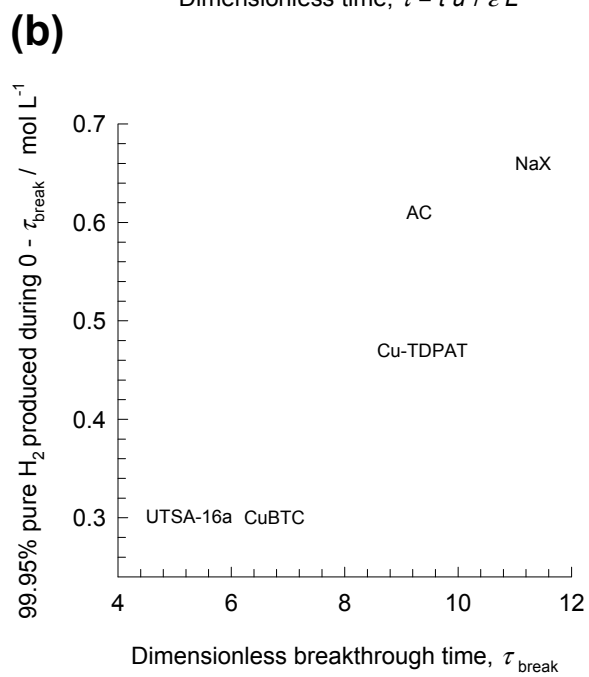 Dimensionless time, τ = t u / ε L
(b)
99.95% pure H2 produced during 0 - τbreak / mol L-1
0.7
0.6
0.5
0.4
0.3
NaX
AC
Cu-TDPAT
UTSA-16a CuBTC
4 6 8 10 12
Dimensionless breakthrough time, τ break